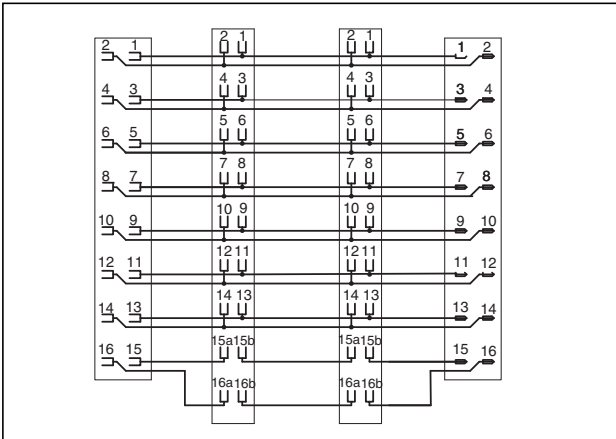 2 1 2 1 2 1 1 2
4 3 4 3 4 3 3 4
6 5 5 6 5 6 5 6
8 7 7 8 7 8 7 8
10 9 10 9 10 9 9 10
12 11 12 11 12 11 11 12
14 13 14 13 14 13 13 14
16 15 15a 15b 15a 15b 15 16
16a 16b 16a 16b